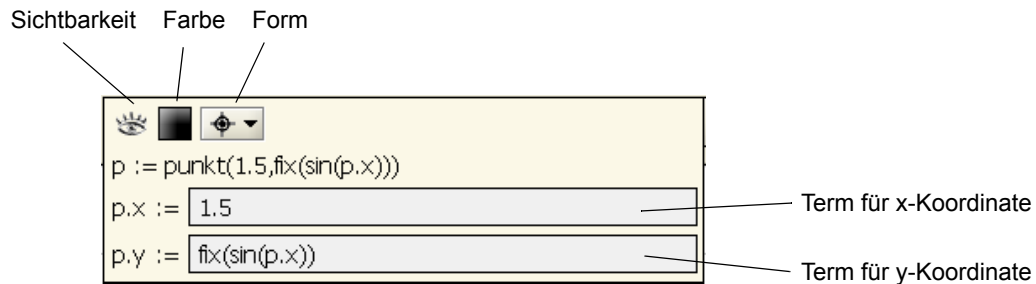 Sichtbarkeit Farbe Form
p := punkt(1.5,fix(sin(p.x)))
p.x := 1.5
Term für x-Koordinate
p.y := fix(sin(p.x))
Term für y-Koordinate